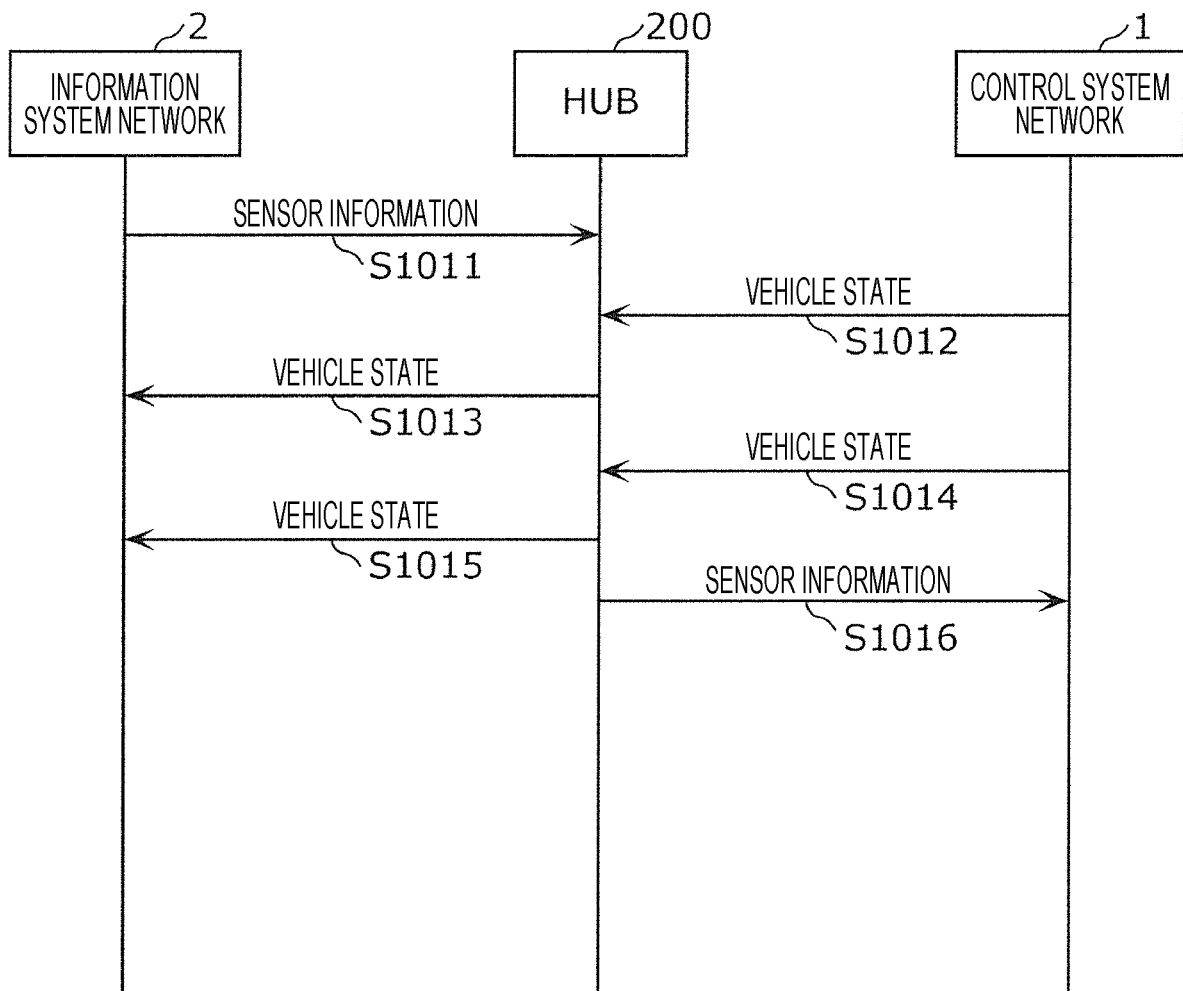 2
200
1
INFORMATION
SYSTEM NETWORK
HUB
CONTROL SYSTEM
NETWORK
SENSOR INFORMATION
S1011
VEHICLE STATE
S1012
VEHICLE STATE
S1013
VEHICLE STATE
S1014
VEHICLE STATE
S1015
SENSOR INFORMATION
S1016